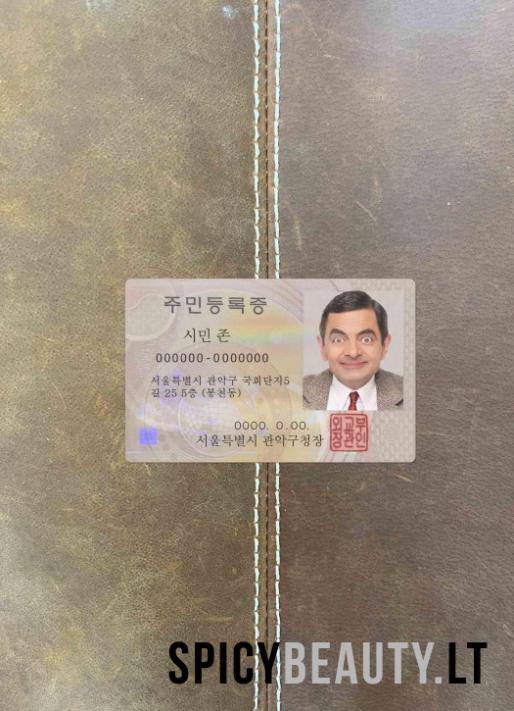 주민등록증
시민 존
000000-0000000
서울특별시 관악구 국회단지5
길 25 5층 (봉천동)
0000. 0.00.
서울특별시 관악구청장
외교부
장관인
SPICYBEAUTY.LT